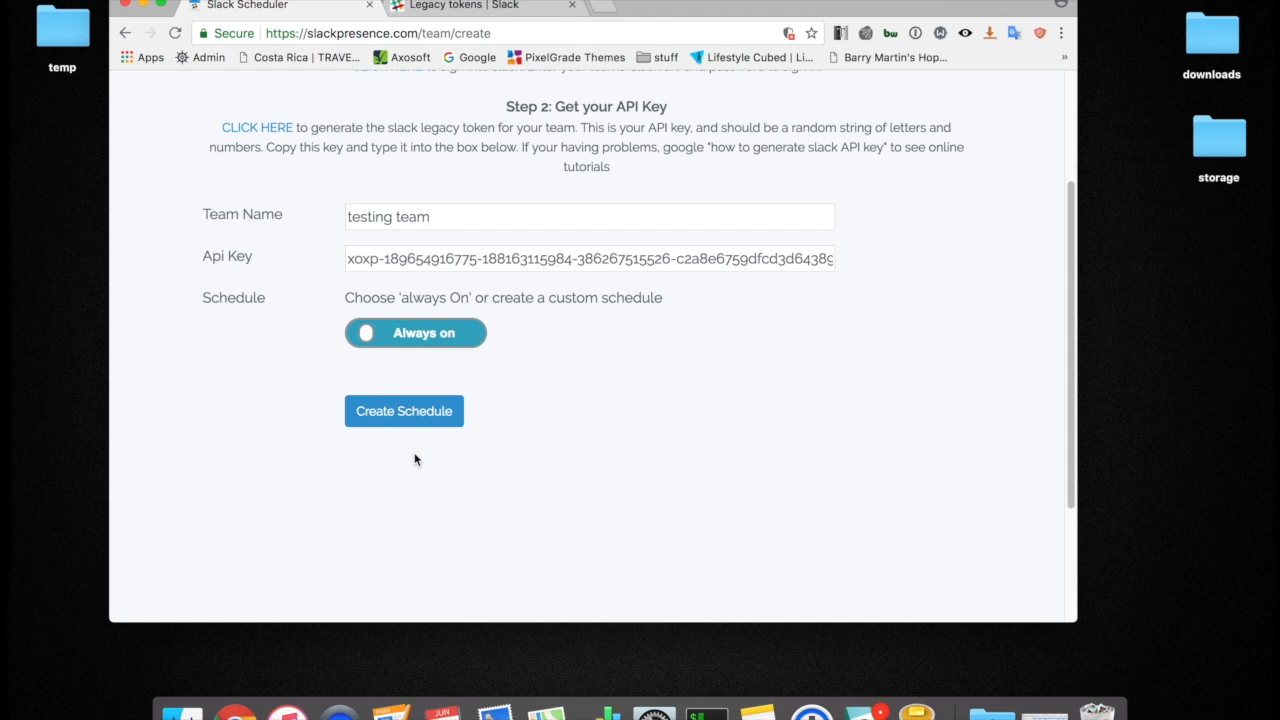 Slack Scheduler
Legacy tokens | Slack
temp
downloads
Secure https://slackpresence.com/team/create
Apps Admin Costa Rica | TRAVE... Axosoft Google PixelGrade Themes stuff Lifestyle Cubed | Li... Barry Martin's Hop... »
Step 2: Get your API Key
CLICK HERE to generate the slack legacy token for your team. This is your API key, and should be a random string of letters and
numbers. Copy this key and type it into the box below. If your having problems, google "how to generate slack API key" to see online
tutorials
storage
Team Name testing team
Api Key xoxp-189654916775-188163115984-386267515526-c2a8e6759dfcd3d64389
Schedule Choose 'always On' or create a custom schedule
Always on
Create Schedule
JUN